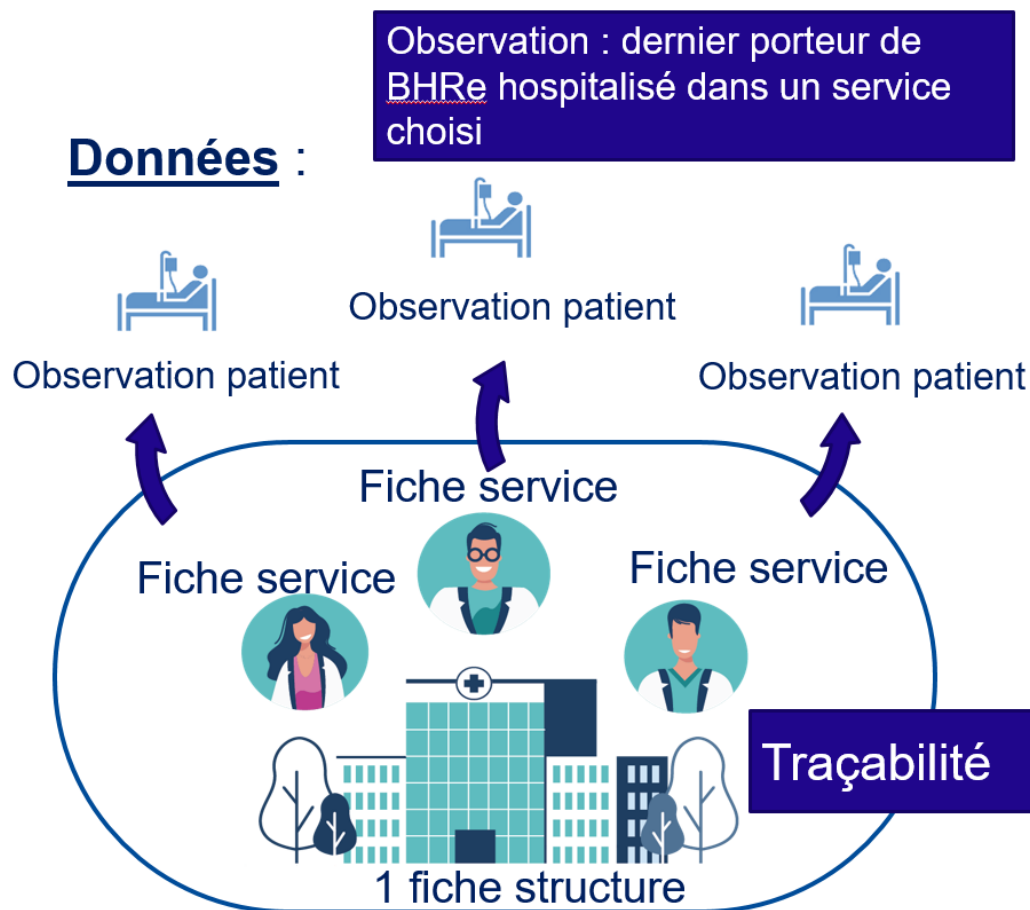 Observation : dernier porteur de
BHRe hospitalisé dans un service
choisi
Données :
Observation patient
Observation patient
Observation patient
Fiche service
Fiche service
Fiche service
Traçabilité
1 fiche structure